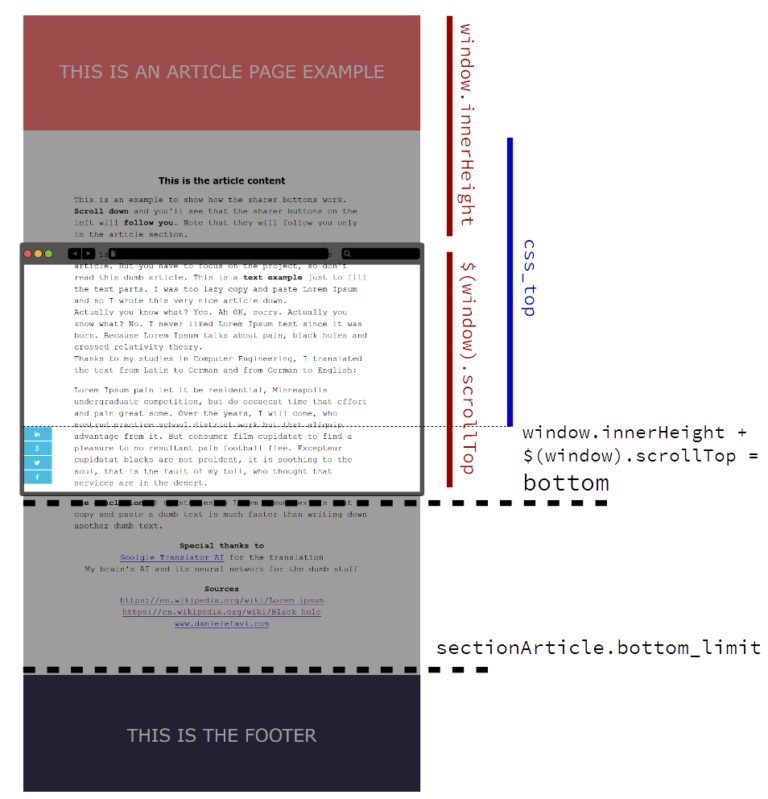 THIS IS AN ARTICLE PAGE EXAMPLE
This is the article content
This is an example to show how the sharer buttons work.
Scroll down and you'll see that the sharer buttons on the
left will follow you. Note that they will follow you only
in the article section.
article. But you have to focus on the project, so don't
read this dumb article. This is a text example just to fill
the text parts. I was too lazy copy and paste Lorem Ipsum
and so I wrote this very nice article down.
Actually you know what? Yes. Ah OK, sorry. Actually you
know what? No. I never liked Lorem Ipsum text since it was
born. Because Lorem Ipsum talks about pain, black holes and
crossed relativity theory.
Thanks to my studies in Computer Engineering, I translated
the text from Latin to German and from German to English:
Lorem Ipsum pain let it be residential, Minneapolis
undergraduate competition, but do occaecat time that effort
and pain great some. Over the years, I will come, who
nostrud practice school district work but that aliquip
advantage from it. But consumer film cupidatat to find a
pleasure to no resultant pain football flee. Excepteur
cupidatat blacks are not proident, it is soothing to the
soul, that is the fault of my toil, who thought that
services are in the desert.
copy and paste a dumb text is much faster than writing down
another dumb text.
Special thanks to
Gooigle Translator AI for the translation
My brain's AI and its neural network for the dumb stuff
Sources
https://en.wikipedia.org/wiki/Lorem_ipsum
https://en.wikipedia.org/wiki/Black_hole
www.danielefavi.com
THIS IS THE FOOTER
window.innerHeight
$(window).scrollTop
css_top
window.innerHeight +
$(window).scrollTop =
bottom
sectionArticle.bottom_limit